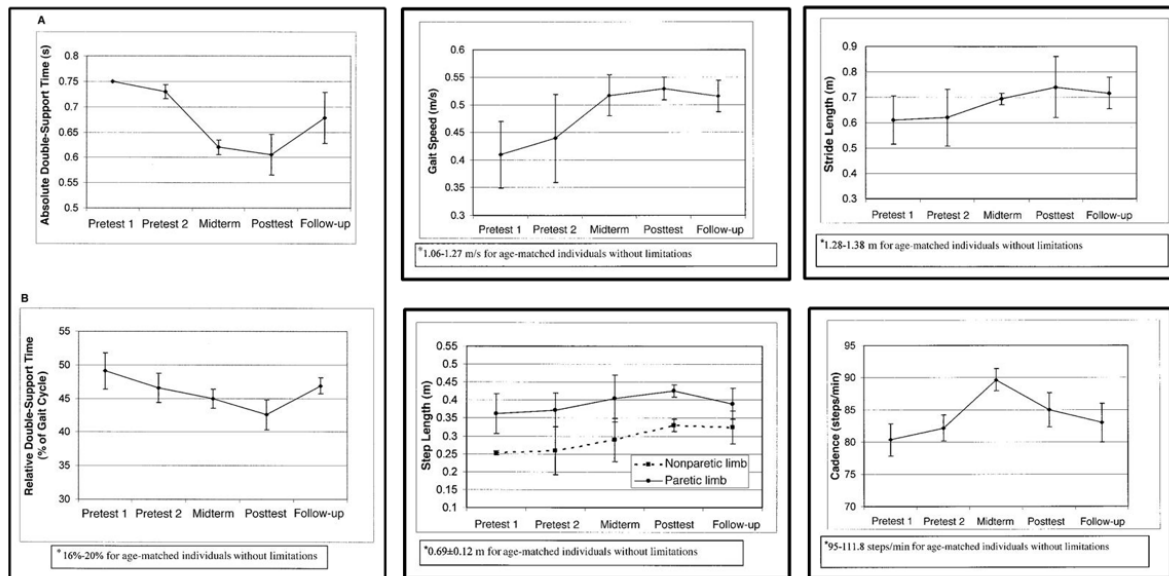 A
Absolute Double-Support Time (s)
0.8
0.75
0.7
0.65
0.6
0.55
0.5
Pretest 1 Pretest 2 Midterm Posttest Follow-up
Gait Speed (m/s)
0.6
0.55
0.5
0.45
0.4
0.35
0.3
Pretest 1 Pretest 2 Midterm Posttest Follow-up
*1.06-1.27 m/s for age-matched individuals without limitations
Stride Length (m)
0.9
0.8
0.7
0.6
0.5
0.4
0.3
Pretest 1 Pretest 2 Midterm Posttest Follow-up
*1.28-1.38 m for age-matched individuals without limitations
B
Relative Double-Support Time
(% of Gait Cycle)
55
50
45
40
35
30
Pretest 1 Pretest 2 Midterm Posttest Follow-up
* 16%-20% for age-matched individuals without limitations
Step Length (m)
0.55
0.5
0.45
0.4
0.35
0.3
0.25
0.2
0.15
0.1
Nonparetic limb
Paretic limb
Pretest 1 Pretest 2 Midterm Posttest Follow-up
*0.69±0.12 m for age-matched individuals without limitations
Cadence (steps/min)
95
90
85
80
75
70
Pretest 1 Pretest 2 Midterm Posttest Follow-up
*95-111.8 steps/min for age-matched individuals without limitations